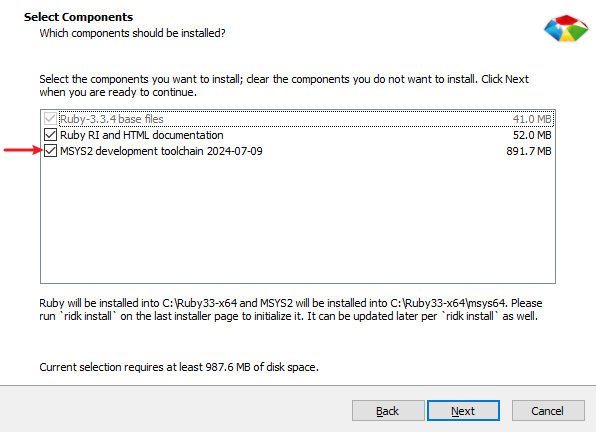 Select Components
Which components should be installed?
Select the components you want to install; clear the components you do not want to install. Click Next
when you are ready to continue.
Ruby-3.3.4 base files 41.0 MB
Ruby RI and HTML documentation 52.0 MB
MSYS2 development toolchain 2024-07-09 891.7 MB
Ruby will be installed into C:\Ruby33-x64 and MSYS2 will be installed into C:\Ruby33-x64\msys64. Please
run `ridk install` on the last installer page to initialize it. It can be updated later per `ridk install` as well.
Current selection requires at least 987.6 MB of disk space.
Back Next Cancel